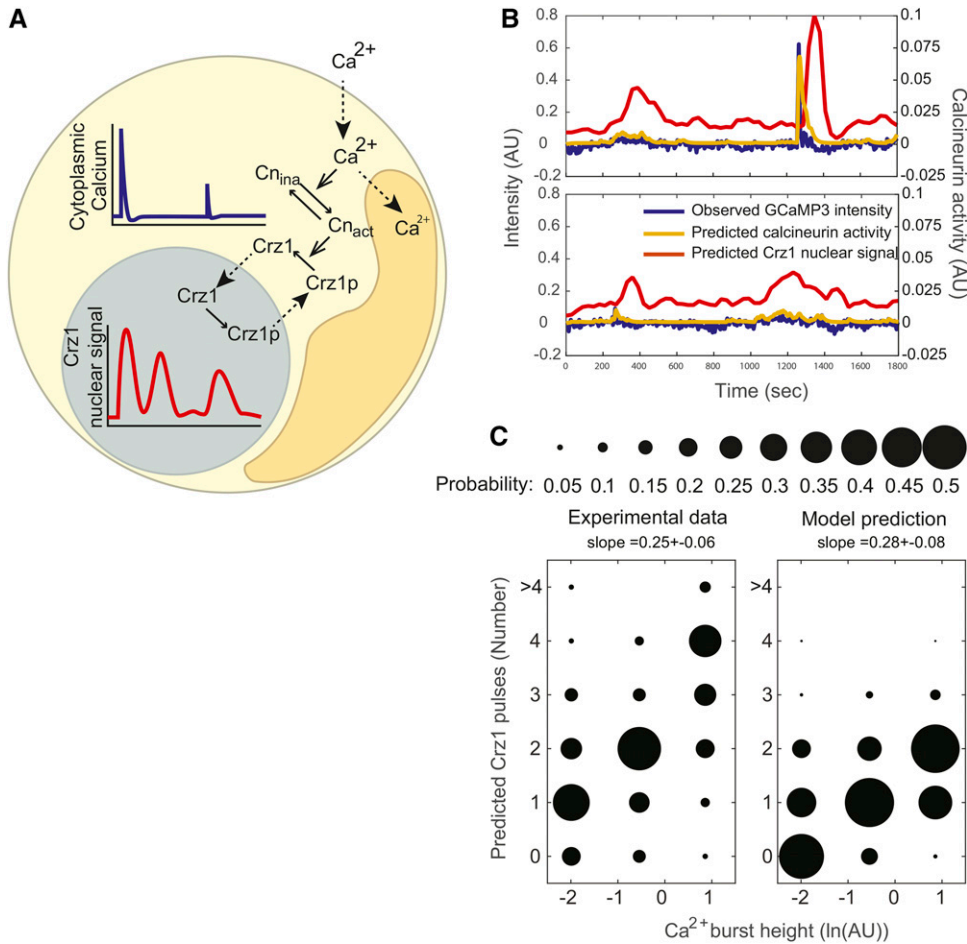 A
Ca2+
Ca2+
Cnina
Ca2+
Cnact
Crz1
Crz1p
Crz1
Crz1p
Cytoplasmic
Calcium
Crz1
nuclear signal
B
0.8
0.6
0.4
0.2
0
-0.2
0.1
0.075
0.05
0.025
0
-0.025
0.8
0.6
0.4
0.2
0
-0.2
0.1
0.075
0.05
0.025
0
-0.025
Intensity (AU)
Calcineurin activity (AU)
Observed GCaMP3 intensity
Predicted calcineurin activity
Predicted Crz1 nuclear signal
0 200 400 600 800 1000 1200 1400 1600 1800
Time (sec)
C
Probability: 0.05 0.1 0.15 0.2 0.25 0.3 0.35 0.4 0.45 0.5
Experimental data
slope =0.25+-0.06
Model prediction
slope =0.28+-0.08
Predicted Crz1 pulses (Number)
>4
4
3
2
1
0
>4
4
3
2
1
0
-2 -1 0 1
-2 -1 0 1
Ca2+ burst height (ln(AU))